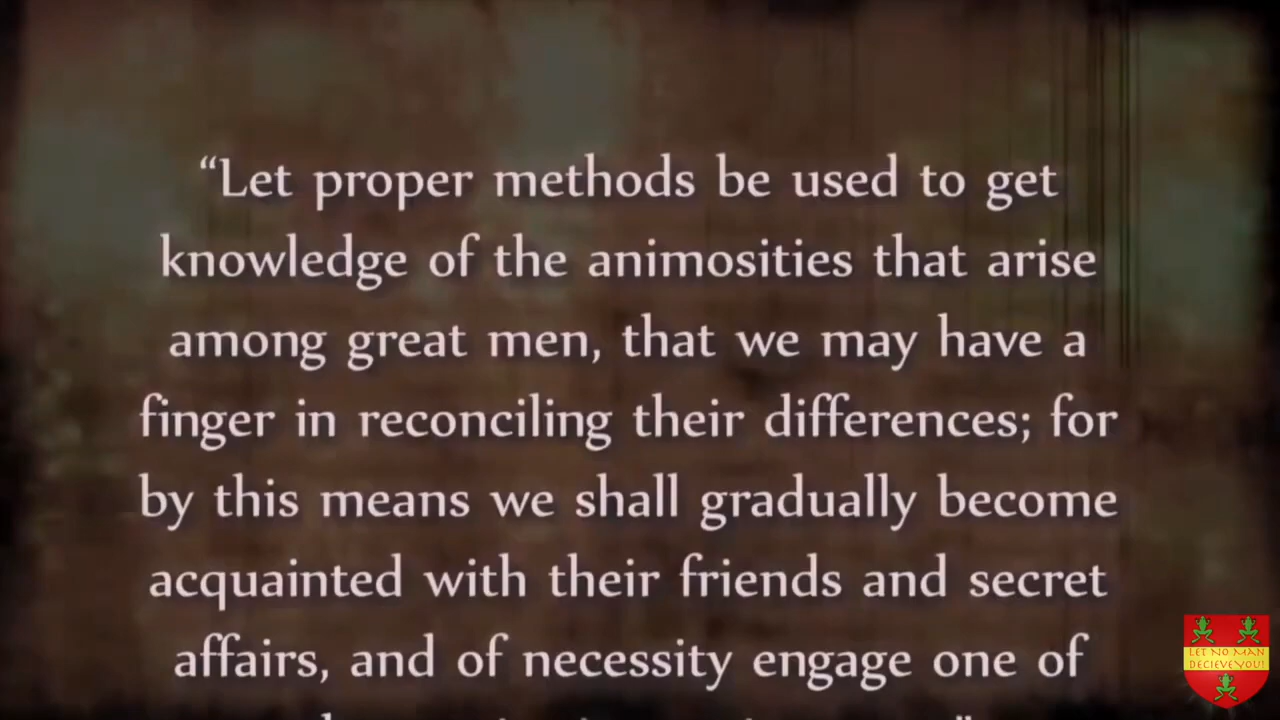 “Let proper methods be used to get
knowledge of the animosities that arise
among great men, that we may have a
finger in reconciling their differences; for
by this means we shall gradually become
acquainted with their friends and secret
affairs, and of necessity engage one of
LET NO MAN
DECIEVE YOU!